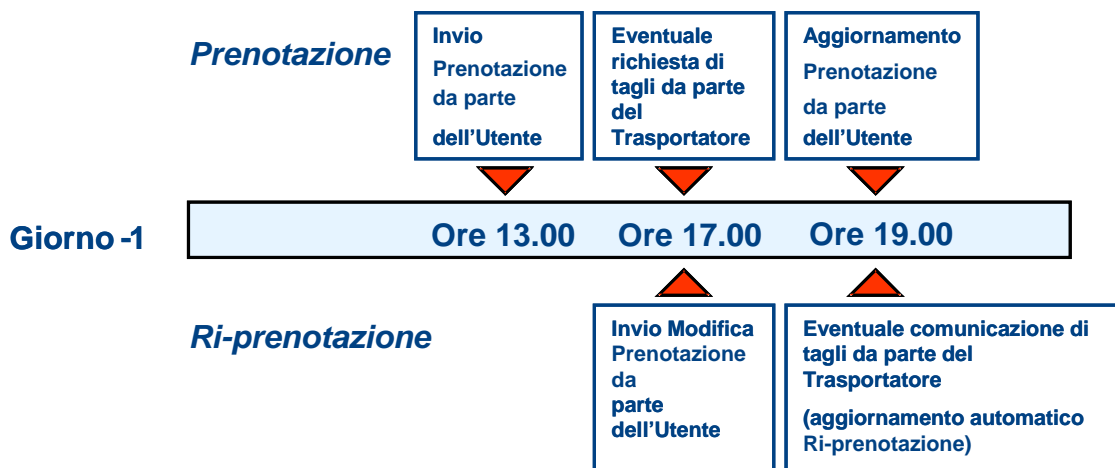 Prenotazione
Invio
Prenotazione
da parte
dell'Utente
Eventuale
richiesta di
tagli da parte
del
Trasportatore
Aggiornamento
Prenotazione
da parte
dell'Utente
Giorno -1
Ore 13.00
Ore 17.00
Ore 19.00
Ri-prenotazione
Invio Modifica
Prenotazione
da
parte
dell'Utente
Eventuale comunicazione di
tagli da parte del
Trasportatore
(aggiornamento automatico
Ri-prenotazione)